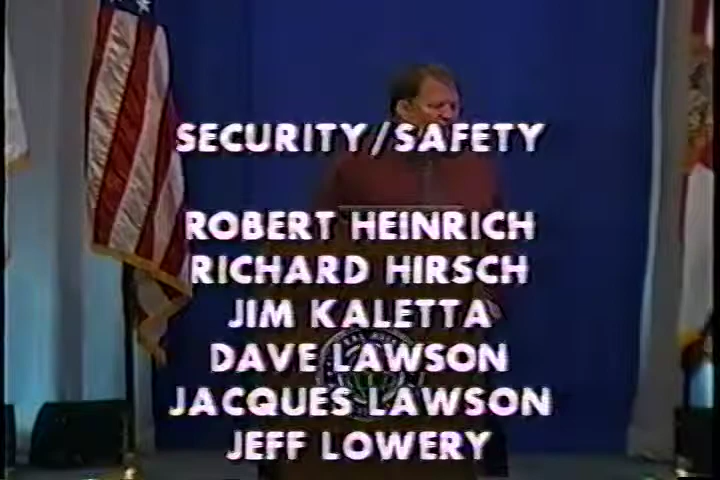 SECURITY/SAFETY
ROBERT HEINRICH
RICHARD HIRSCH
JIM KALETTA
DAVE LAWSON
JACQUES LAWSON
JEFF LOWERY